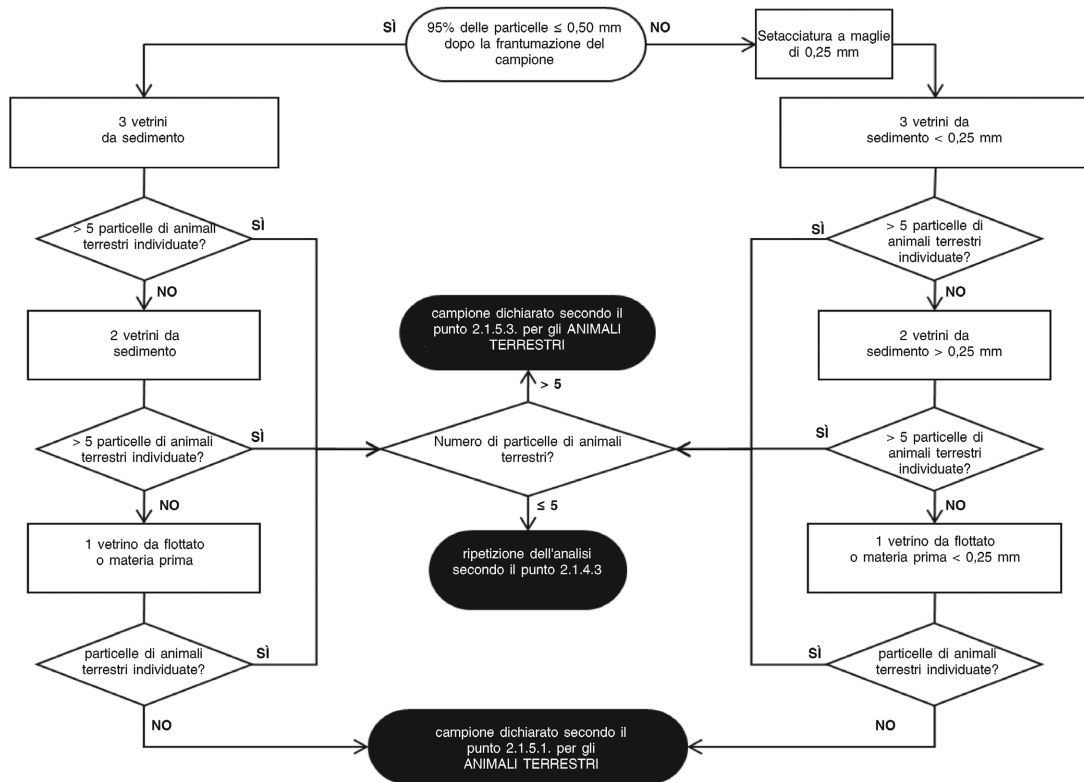 SÌ
95% delle particelle ≤ 0,50 mm
dopo la frantumazione del
campione
NO
Setacciatura a maglie
di 0,25 mm
3 vetrini
da sedimento
3 vetrini da
sedimento < 0,25 mm
> 5 particelle di animali
terrestri individuate?
SÌ
NO
SÌ
> 5 particelle di
animali terrestri
individuate?
NO
2 vetrini da
sedimento
campione dichiarato secondo il
punto 2.1.5.3. per gli ANIMALI
TERRESTRI
2 vetrini da
sedimento > 0,25 mm
> 5
> 5 particelle di animali
terrestri individuate?
SÌ
NO
Numero di particelle di animali
terrestri?
SÌ
> 5 particelle di
animali terrestri
individuate?
NO
≤ 5
1 vetrino da flottato
o materia prima
ripetizione dell'analisi
secondo il punto 2.1.4.3
1 vetrino da flottato
o materia prima < 0,25 mm
particelle di animali
terrestri individuate?
SÌ
NO
SÌ
particelle di animali
terrestri individuate?
NO
campione dichiarato secondo il
punto 2.1.5.1. per gli
ANIMALI TERRESTRI